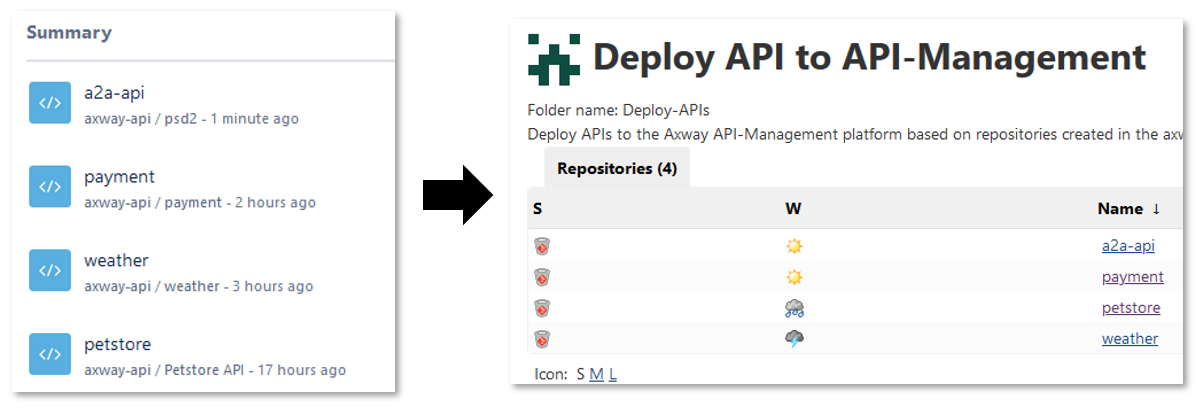 Summary
</>
a2a-api
axway-api / psd2 - 1 minute ago
</>
payment
axway-api / payment - 2 hours ago
</>
weather
axway-api / weather - 3 hours ago
</>
petstore
axway-api / Petstore API - 17 hours ago
Deploy API to API-Management
Folder name: Deploy-APIs
Deploy APIs to the Axway API-Management platform based on repositories created in the
Repositories (4)
S W Name ↓
a2a-api
payment
petstore
weather
Icon: S M L